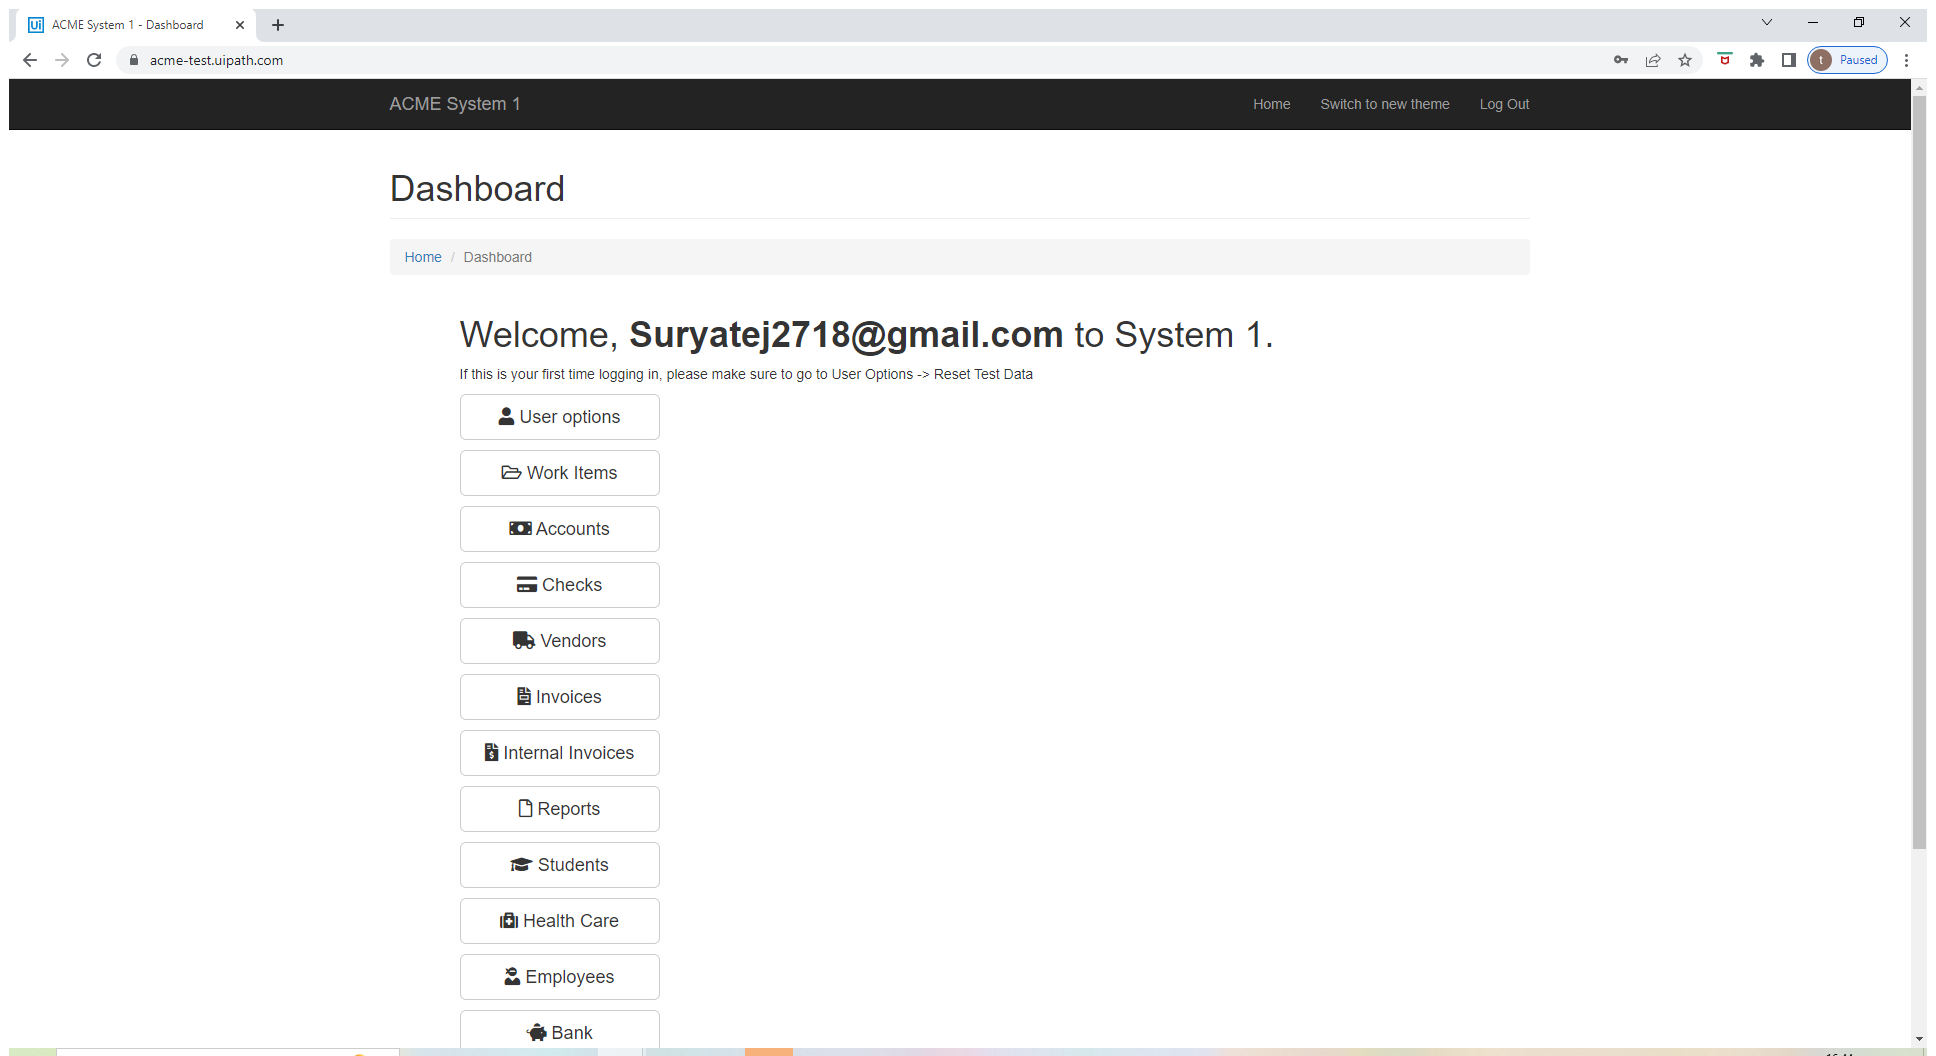 ACME System 1 - Dashboard
acme-test.uipath.com
t Paused
ACME System 1 Home Switch to new theme Log Out
Dashboard
Home / Dashboard
Welcome, Suryatej2718@gmail.com to System 1.
If this is your first time logging in, please make sure to go to User Options -> Reset Test Data
User options
Work Items
Accounts
Checks
Vendors
Invoices
Internal Invoices
Reports
Students
Health Care
Employees
Bank